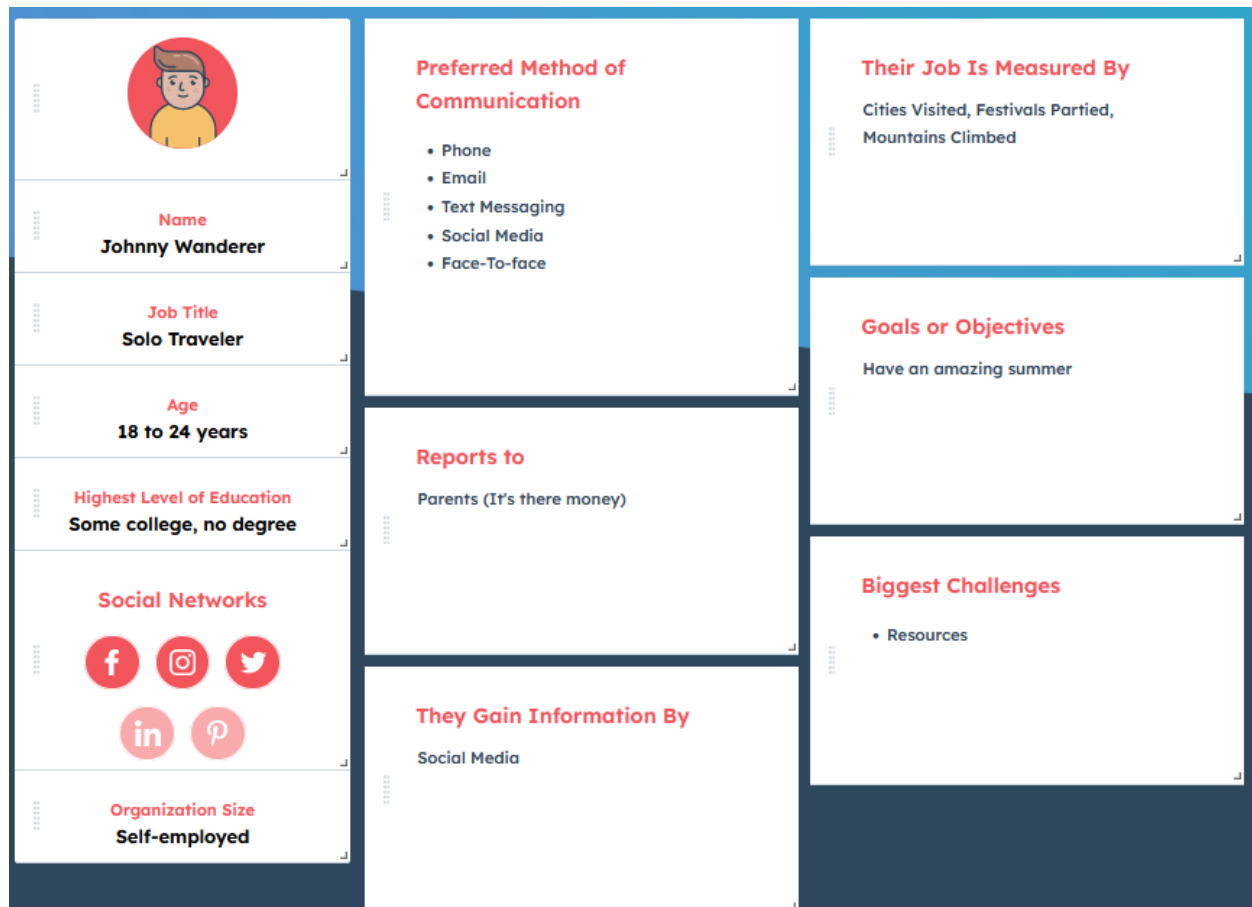 Name
Johnny Wanderer
Job Title
Solo Traveler
Age
18 to 24 years
Highest Level of Education
Some college, no degree
Social Networks
f
in
Organization Size
Self-employed
Preferred Method of
Communication
• Phone
• Email
• Text Messaging
• Social Media
• Face-To-face
Reports to
Parents (It's there money)
They Gain Information By
Social Media
Their Job Is Measured By
Cities Visited, Festivals Partied,
Mountains Climbed
Goals or Objectives
Have an amazing summer
Biggest Challenges
• Resources